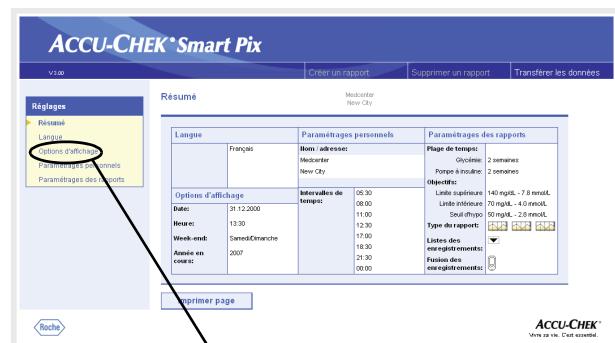 ACCU-CHEK® Smart Pix
V 3.00
Créer un rapport
Supprimer un rapport
Transférer les données
Réglages
Résumé
Langue
Options d'affichage
Paramétrages personnels
Paramétrages des rapports
Résumé
Medcenter
New City
Langue
Français
Options d'affichage
Date: 31.12.2000
Heure: 13:30
Week-end: Samedi/Dimanche
Année en cours: 2007
Paramétrages personnels
Nom / adresse:
Medcenter
New City
Intervalles de temps:
05:30
08:00
11:00
12:30
17:00
18:30
21:30
00:00
Paramétrages des rapports
Plage de temps:
Glycémie: 2 semaines
Pompe à insuline: 2 semaines
Objectifs:
Limite supérieure 140 mg/dL - 7.8 mmol/L
Limite inférieure 70 mg/dL - 4.0 mmol/L
Seuil d'hypo 50 mg/dL - 2.8 mmol/L
Type du rapport:
Listes des enregistrements:
Fusion des enregistrements:
Imprimer page
Roche
ACCU-CHEK®
Vivre sa vie. C'est essentiel.